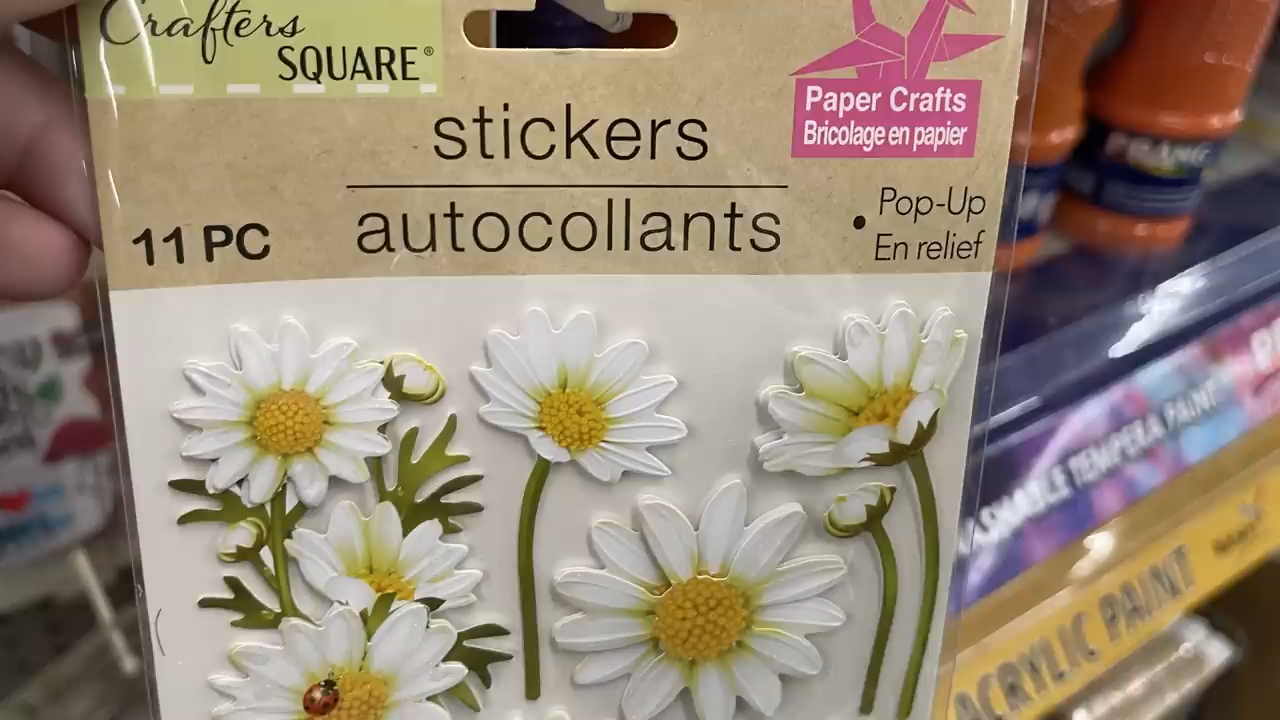 Crafters
SQUARE®
stickers
autocollants
11 PC
Paper Crafts
Bricolage en papier
• Pop-Up
En relief
PRANG
TEMPERA PAINT
ACRYLIC PAINT